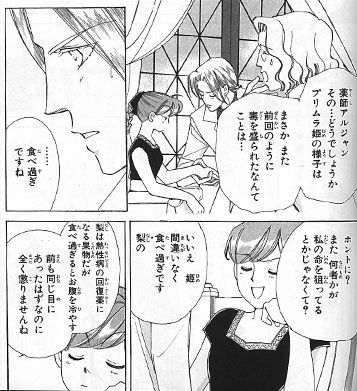 薬師アルジャン
その…どうでしょうか
プリムラ姫の様子は
まさか また
前回のように
毒を盛られたなんて
ことは…
………
食べ過ぎ
ですね
ホントに?
また、何者かが
私の命を狙ってる
とかじゃなくて?
いいえ 姫
間違いなく
食べ過ぎです
梨の
梨は熱性病の回復薬に
なる果物だが
食べ過ぎるとお腹を冷やす
前も同じ目に
あったはずなのに
全く懲りませんね